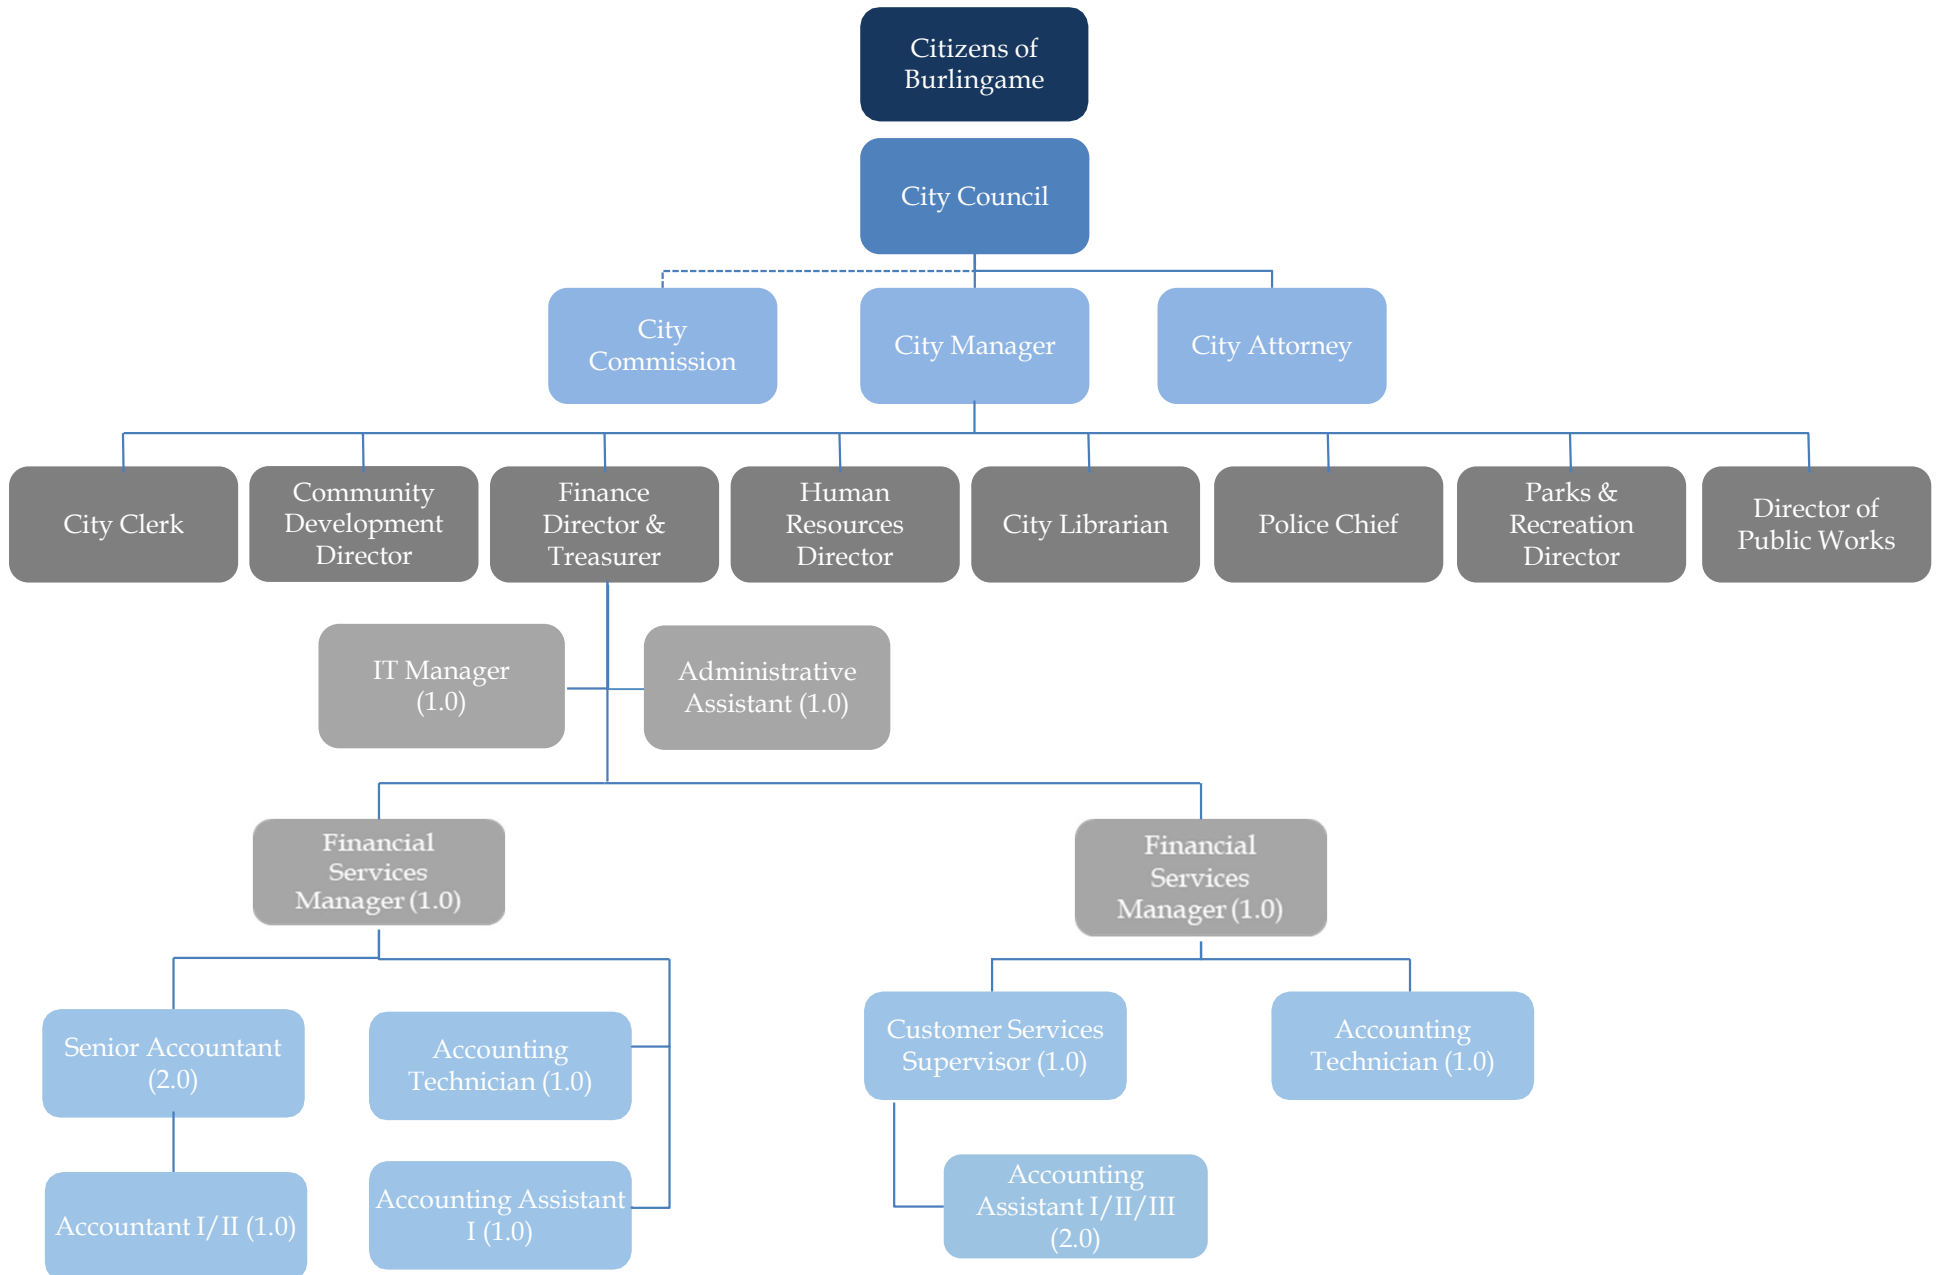 Citizens of
Burlingame
City Council
City
Commission
City Manager
City Attorney
City Clerk
Community
Development
Director
Finance
Director &
Treasurer
Human
Resources
Director
City Librarian
Police Chief
Parks &
Recreation
Director
Director of
Public Works
IT Manager
(1.0)
Administrative
Assistant (1.0)
Financial
Services
Manager (1.0)
Financial
Services
Manager (1.0)
Senior Accountant
(2.0)
Accounting
Technician (1.0)
Customer Services
Supervisor (1.0)
Accounting
Technician (1.0)
Accountant I/II (1.0)
Accounting Assistant
I (1.0)
Accounting
Assistant I/II/III
(2.0)